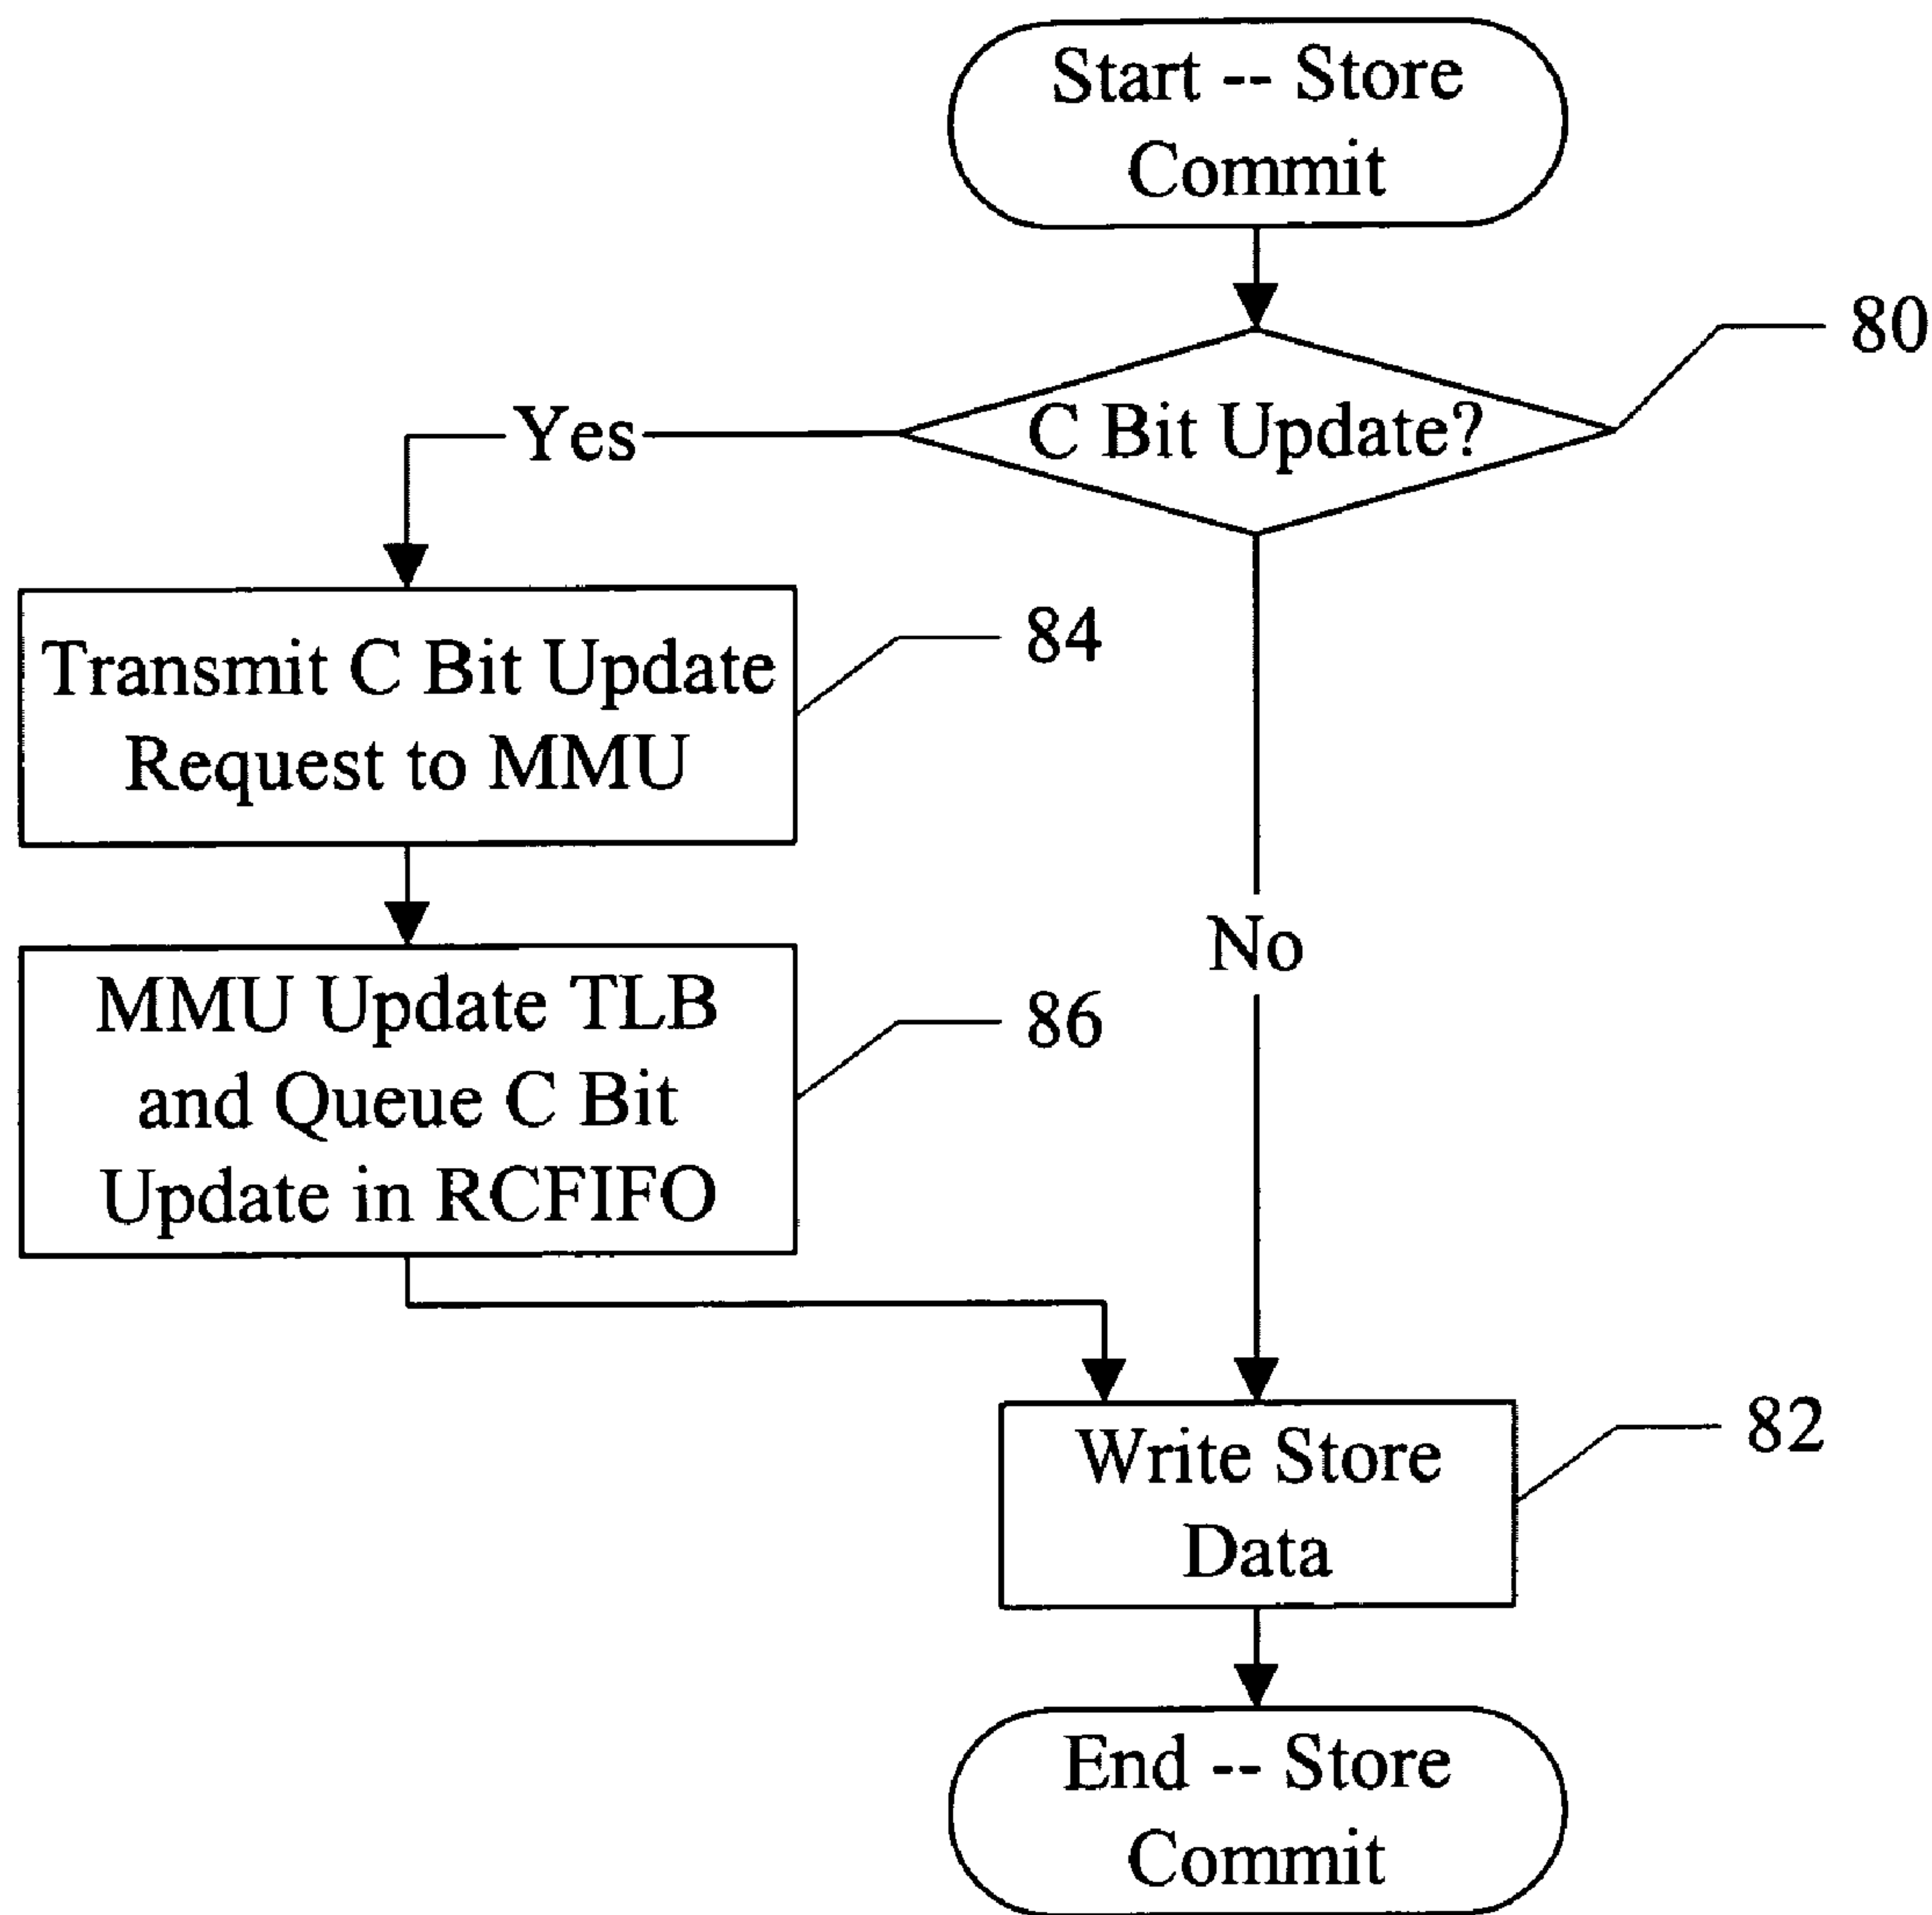 Start -- Store
Commit
80
C Bit Update?
Yes
84
Transmit C Bit Update
Request to MMU
No
86
MMU Update TLB
and Queue C Bit
Update in RCFIFO
82
Write Store
Data
End -- Store
Commit